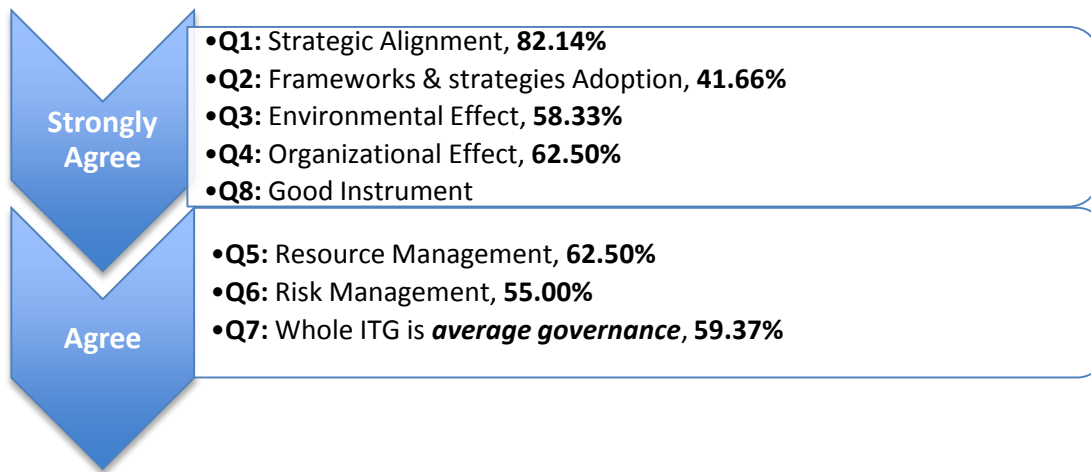 Strongly
Agree
•Q1: Strategic Alignment, 82.14%
•Q2: Frameworks & strategies Adoption, 41.66%
•Q3: Environmental Effect, 58.33%
•Q4: Organizational Effect, 62.50%
•Q8: Good Instrument
Agree
•Q5: Resource Management, 62.50%
•Q6: Risk Management, 55.00%
•Q7: Whole ITG is average governance, 59.37%